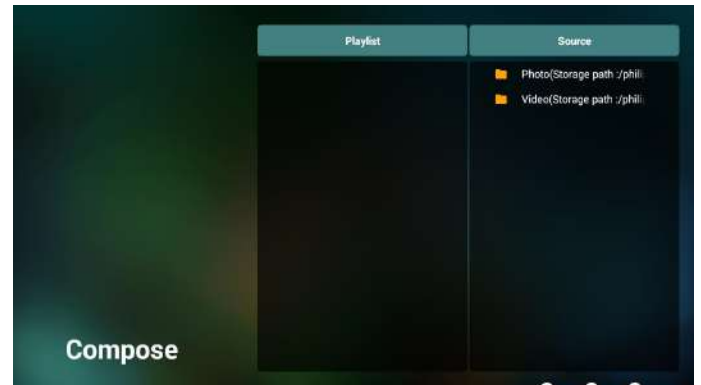 Playlist
Source
Photo(Storage path :/phili
Video(Storage path :/phili
Compose